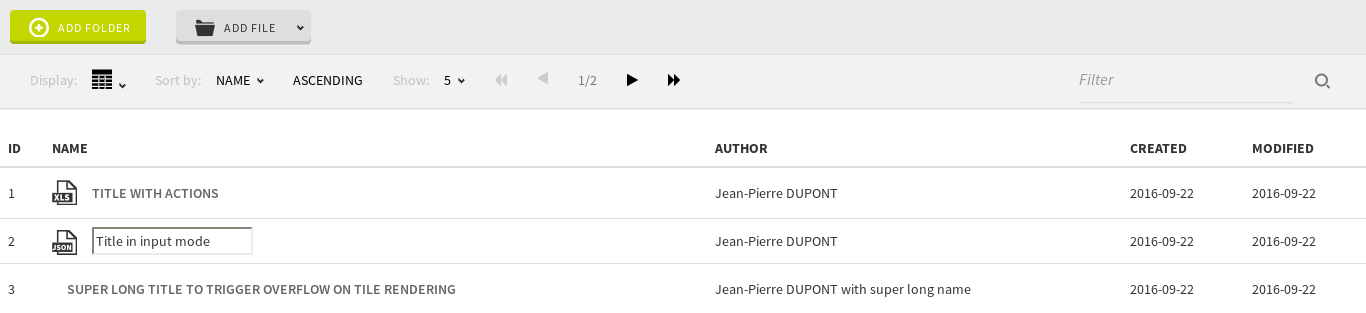 ADD FOLDER ADD FILE
Display: Sort by: NAME ASCENDING Show: 5 1/2 Filter
ID NAME AUTHOR CREATED MODIFIED
1 XLS TITLE WITH ACTIONS Jean-Pierre DUPONT 2016-09-22 2016-09-22
2 JSON Title in input mode Jean-Pierre DUPONT 2016-09-22 2016-09-22
3 SUPER LONG TITLE TO TRIGGER OVERFLOW ON TILE RENDERING Jean-Pierre DUPONT with super long name 2016-09-22 2016-09-22